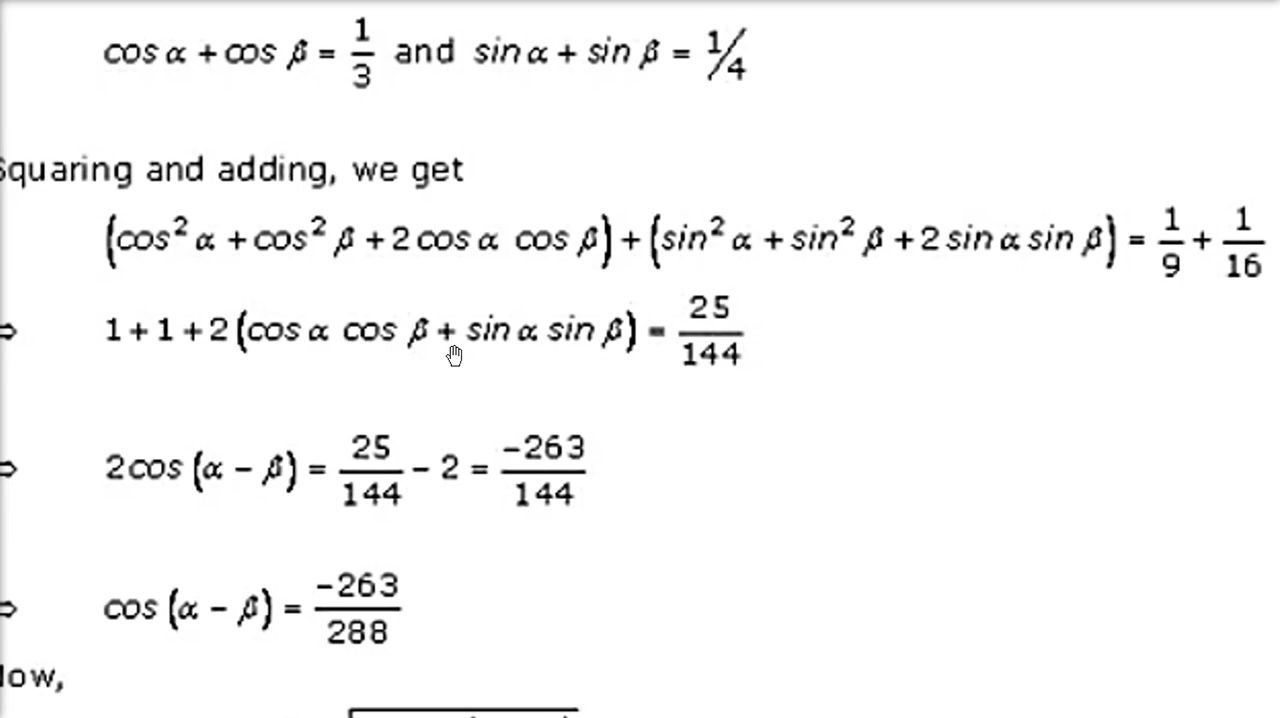 cos α + cos β = 1/3 and sin α + sin β = 1/4
Squaring and adding, we get
(cos² α + cos² β + 2 cos α cos β) + (sin² α + sin² β + 2 sin α sin β) = 1/9 + 1/16
⇒ 1 + 1 + 2 (cos α cos β + sin α sin β) = 25/144
⇒ 2 cos (α − β) = 25/144 − 2 = −263/144
⇒ cos (α − β) = −263/288
Now,